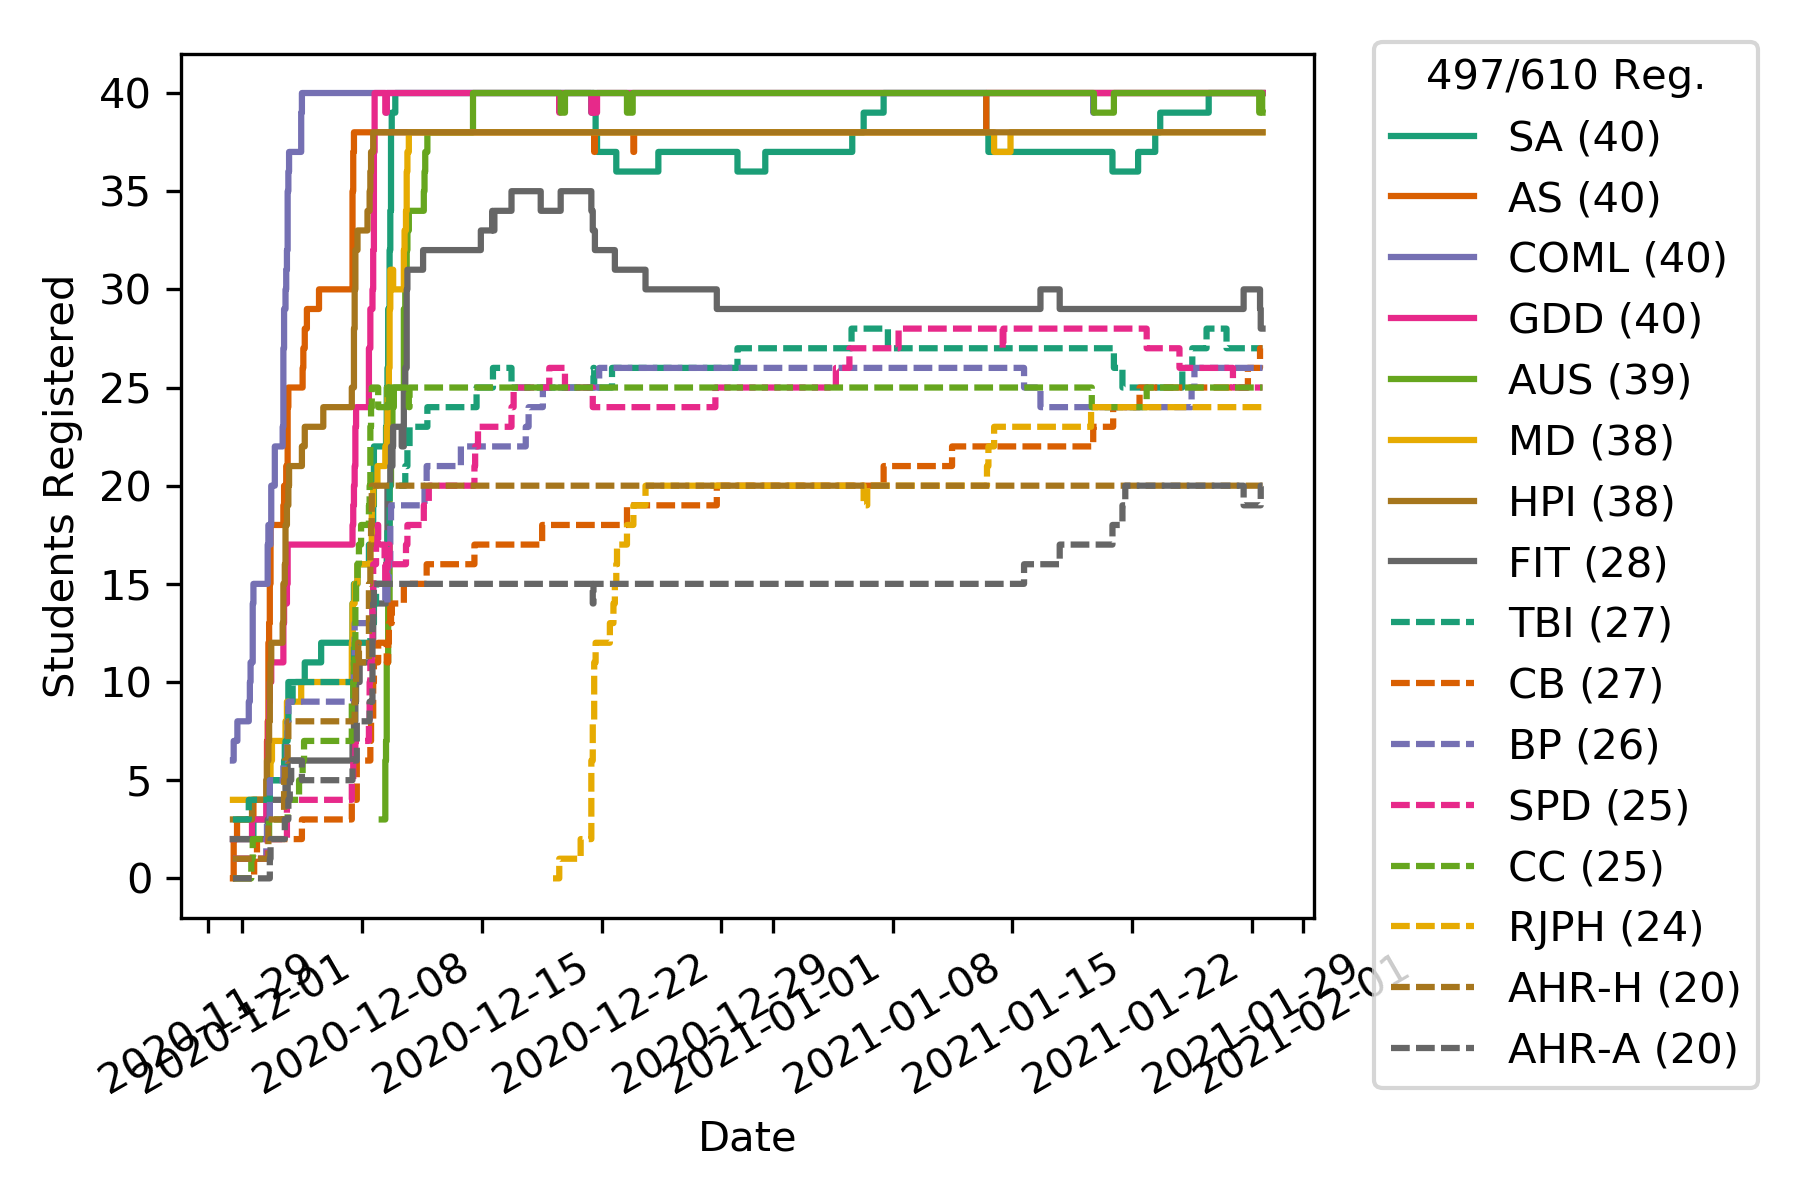 40
35
30
25
20
15
10
5
0
Students Registered
2020-11-29
2020-12-01
2020-12-08
2020-12-15
2020-12-22
2020-12-29
2021-01-01
2021-01-08
2021-01-15
2021-01-22
2021-01-29
2021-02-01
Date
497/610 Reg.
SA (40)
AS (40)
COML (40)
GDD (40)
AUS (39)
MD (38)
HPI (38)
FIT (28)
TBI (27)
CB (27)
BP (26)
SPD (25)
CC (25)
RJPH (24)
AHR-H (20)
AHR-A (20)